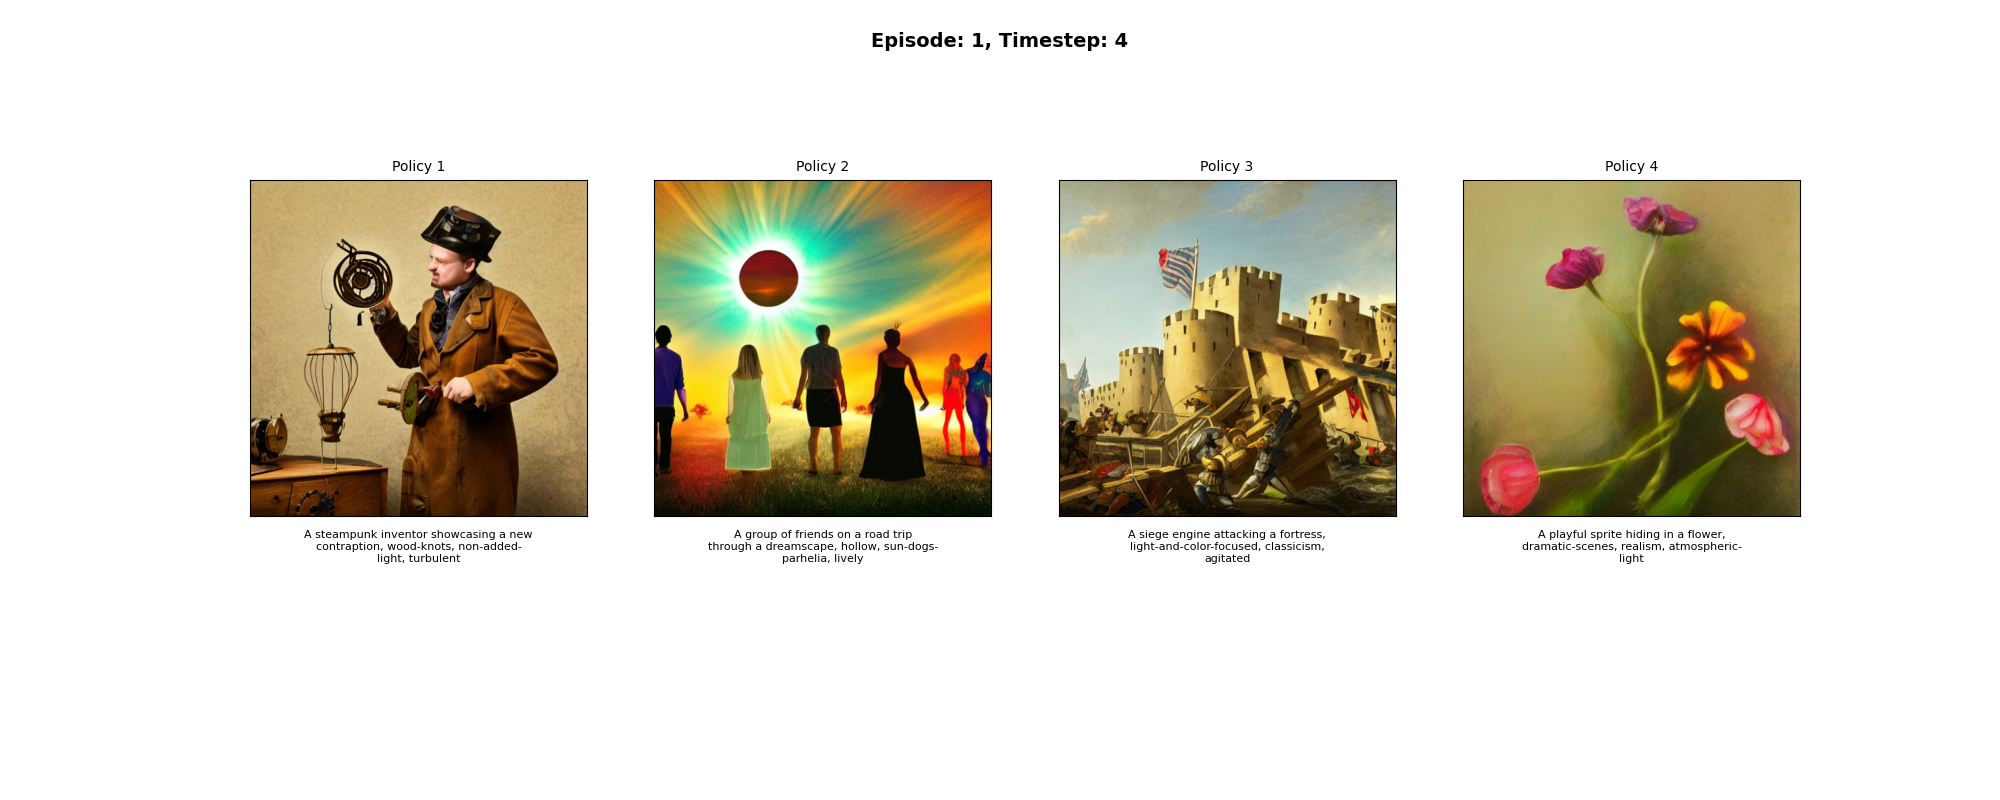 Episode: 1, Timestep: 4
Policy 1
A steampunk inventor showcasing a new
contraption, wood-knots, non-added-
light, turbulent
Policy 2
A group of friends on a road trip
through a dreamscape, hollow, sun-dogs-
parhelia, lively
Policy 3
A siege engine attacking a fortress,
light-and-color-focused, classicism,
agitated
Policy 4
A playful sprite hiding in a flower,
dramatic-scenes, realism, atmospheric-
light